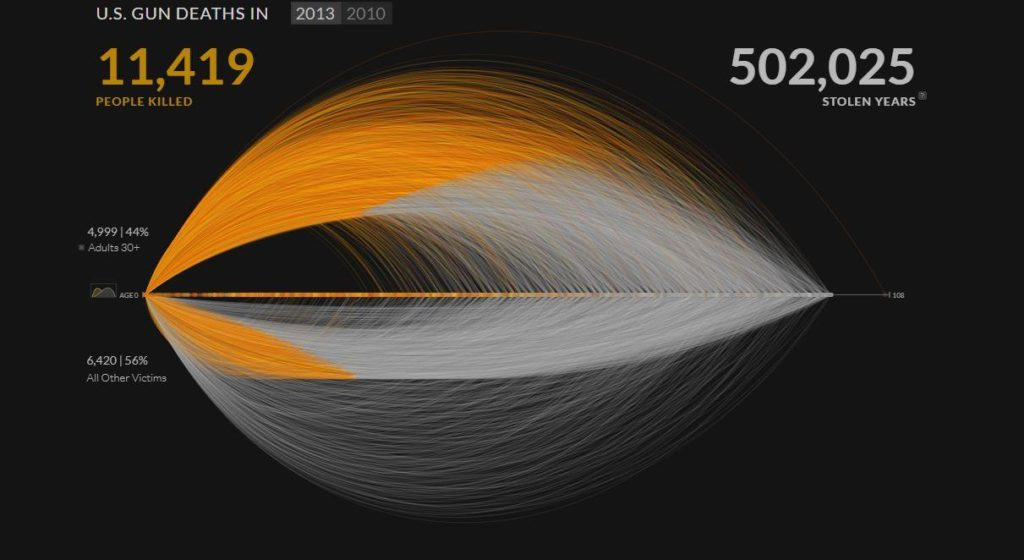 U.S. GUN DEATHS IN 2013 2010
11,419
PEOPLE KILLED
502,025
STOLEN YEARS ?
4,999 | 44%
Adults 30+
AGE 0
108
6,420 | 56%
All Other Victims